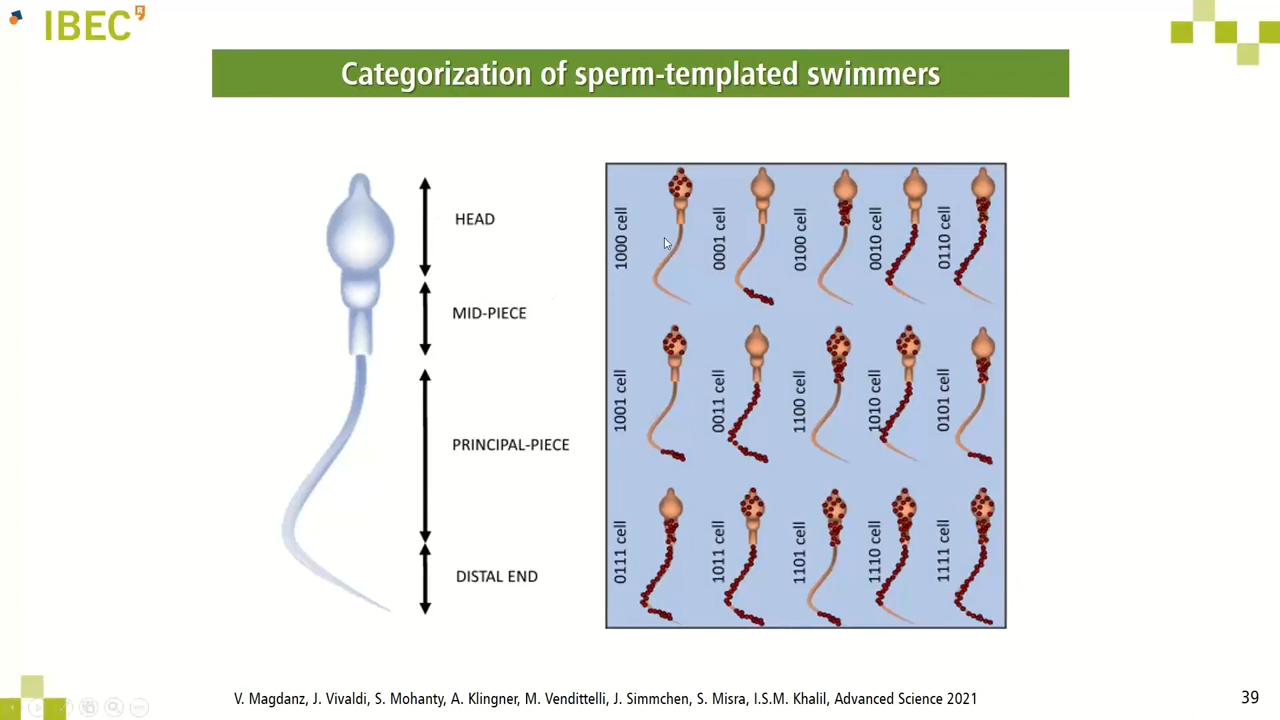 IBEC
Categorization of sperm-templated swimmers
HEAD
MID-PIECE
PRINCIPAL-PIECE
DISTAL END
1000 cell
0001 cell
0100 cell
0010 cell
0110 cell
1001 cell
0011 cell
1100 cell
1010 cell
0101 cell
0111 cell
1011 cell
1101 cell
1110 cell
1111 cell
V. Magdanz, J. Vivaldi, S. Mohanty, A. Klingner, M. Vendittelli, J. Simmchen, S. Misra, I.S.M. Khalil, Advanced Science 2021
39